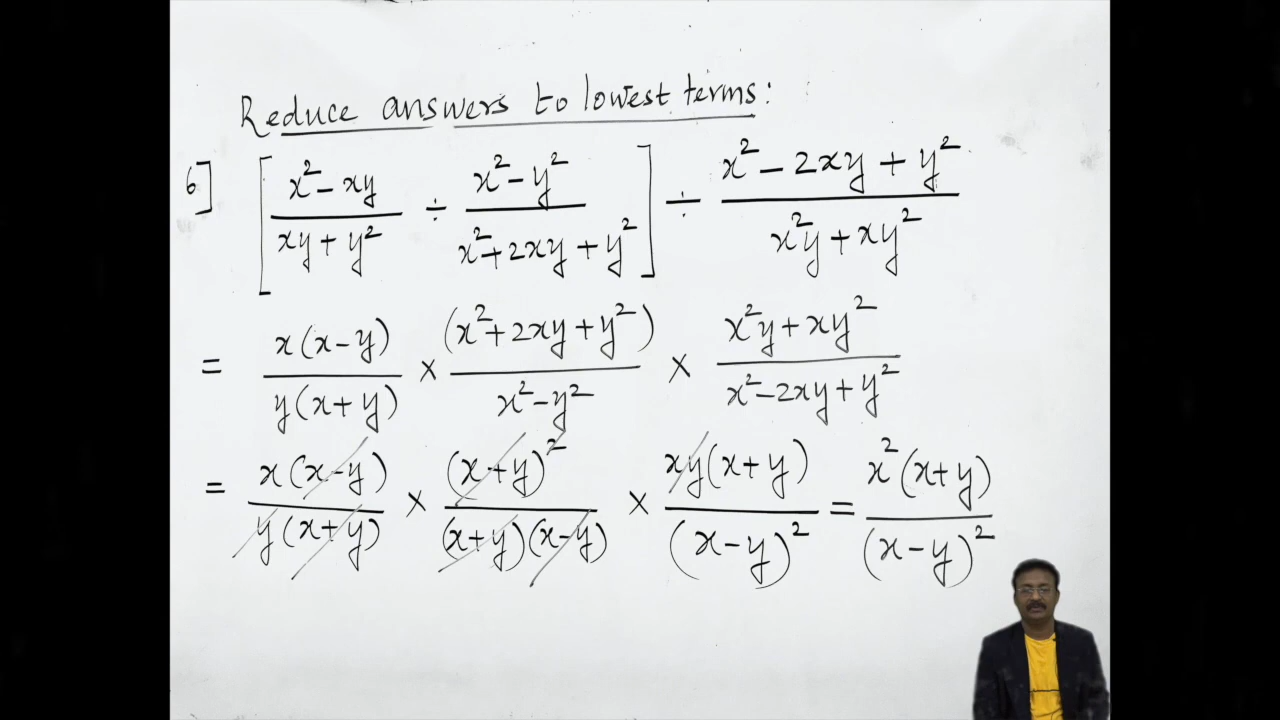 Reduce answers to lowest terms:
6] [ (x² - xy)/(xy + y²) ÷ (x² - y²)/(x² + 2xy + y²) ] ÷ (x² - 2xy + y²)/(x²y + xy²)
= x(x-y)/y(x+y) × (x² + 2xy + y²)/(x² - y²) × (x²y + xy²)/(x² - 2xy + y²)
= x(x-y)/y(x+y) × (x+y)²/(x+y)(x-y) × xy(x+y)/(x-y)² = x²(x+y)/(x-y)²